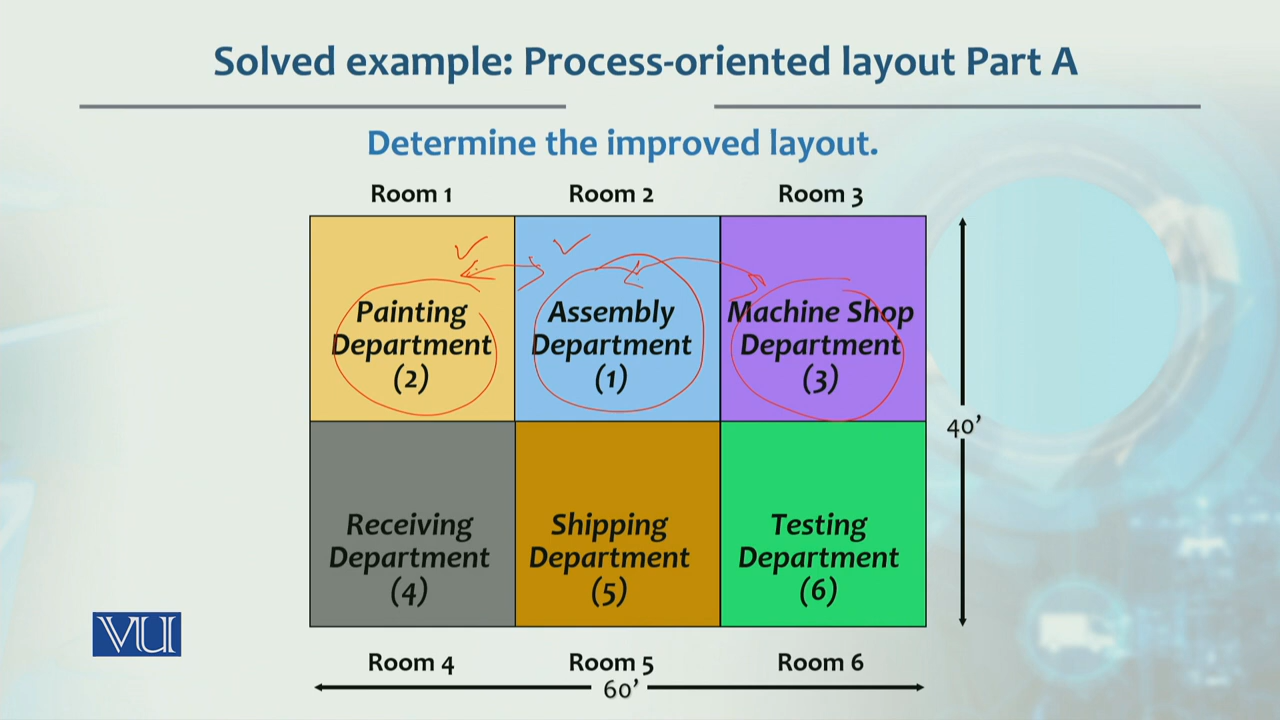 Solved example: Process-oriented layout Part A
Determine the improved layout.
Room 1 Room 2 Room 3
Painting Department (2)
Assembly Department (1)
Machine Shop Department (3)
40’
Receiving Department (4)
Shipping Department (5)
Testing Department (6)
VU
Room 4 Room 5 Room 6
60’